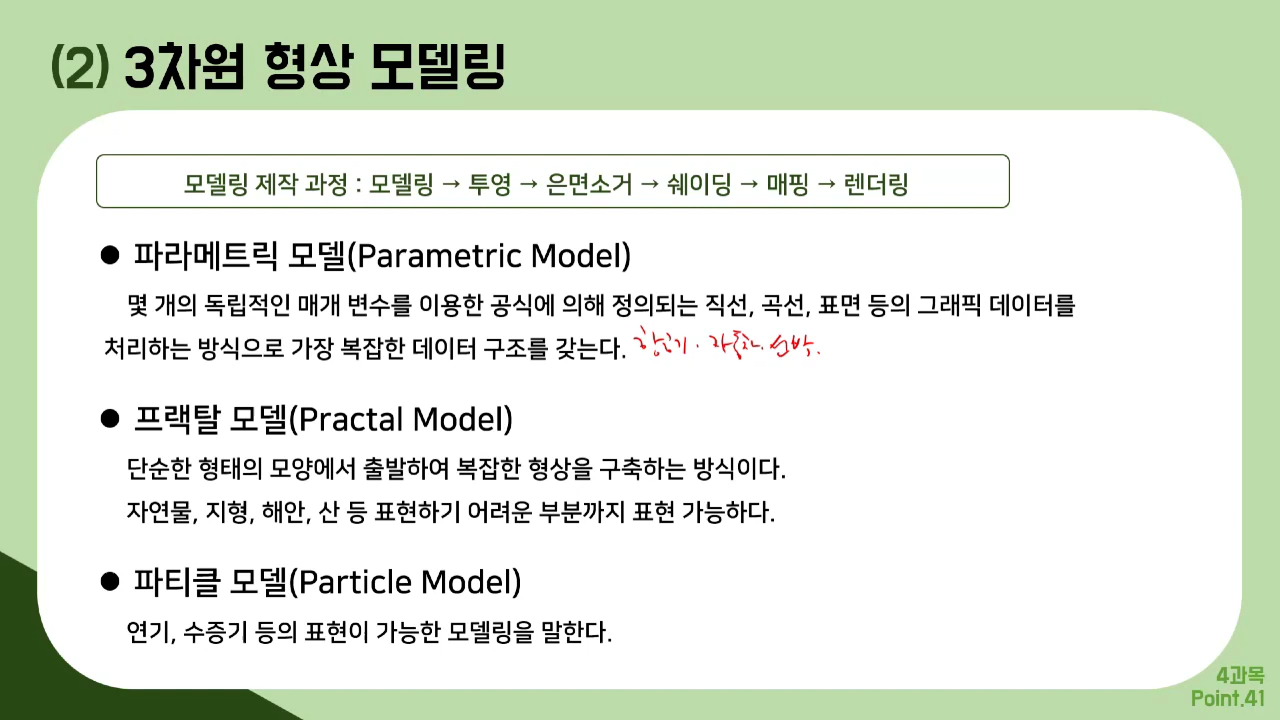 (2) 3차원 형상 모델링
모델링 제작 과정 : 모델링 → 투영 → 은면소거 → 쉐이딩 → 매핑 → 렌더링
● 파라메트릭 모델(Parametric Model)
몇 개의 독립적인 매개 변수를 이용한 공식에 의해 정의되는 직선, 곡선, 표면 등의 그래픽 데이터를
처리하는 방식으로 가장 복잡한 데이터 구조를 갖는다. 항공기 · 자동차 · 선박.
● 프랙탈 모델(Practal Model)
단순한 형태의 모양에서 출발하여 복잡한 형상을 구축하는 방식이다.
자연물, 지형, 해안, 산 등 표현하기 어려운 부분까지 표현 가능하다.
● 파티클 모델(Particle Model)
연기, 수증기 등의 표현이 가능한 모델링을 말한다.
4과목
Point.41